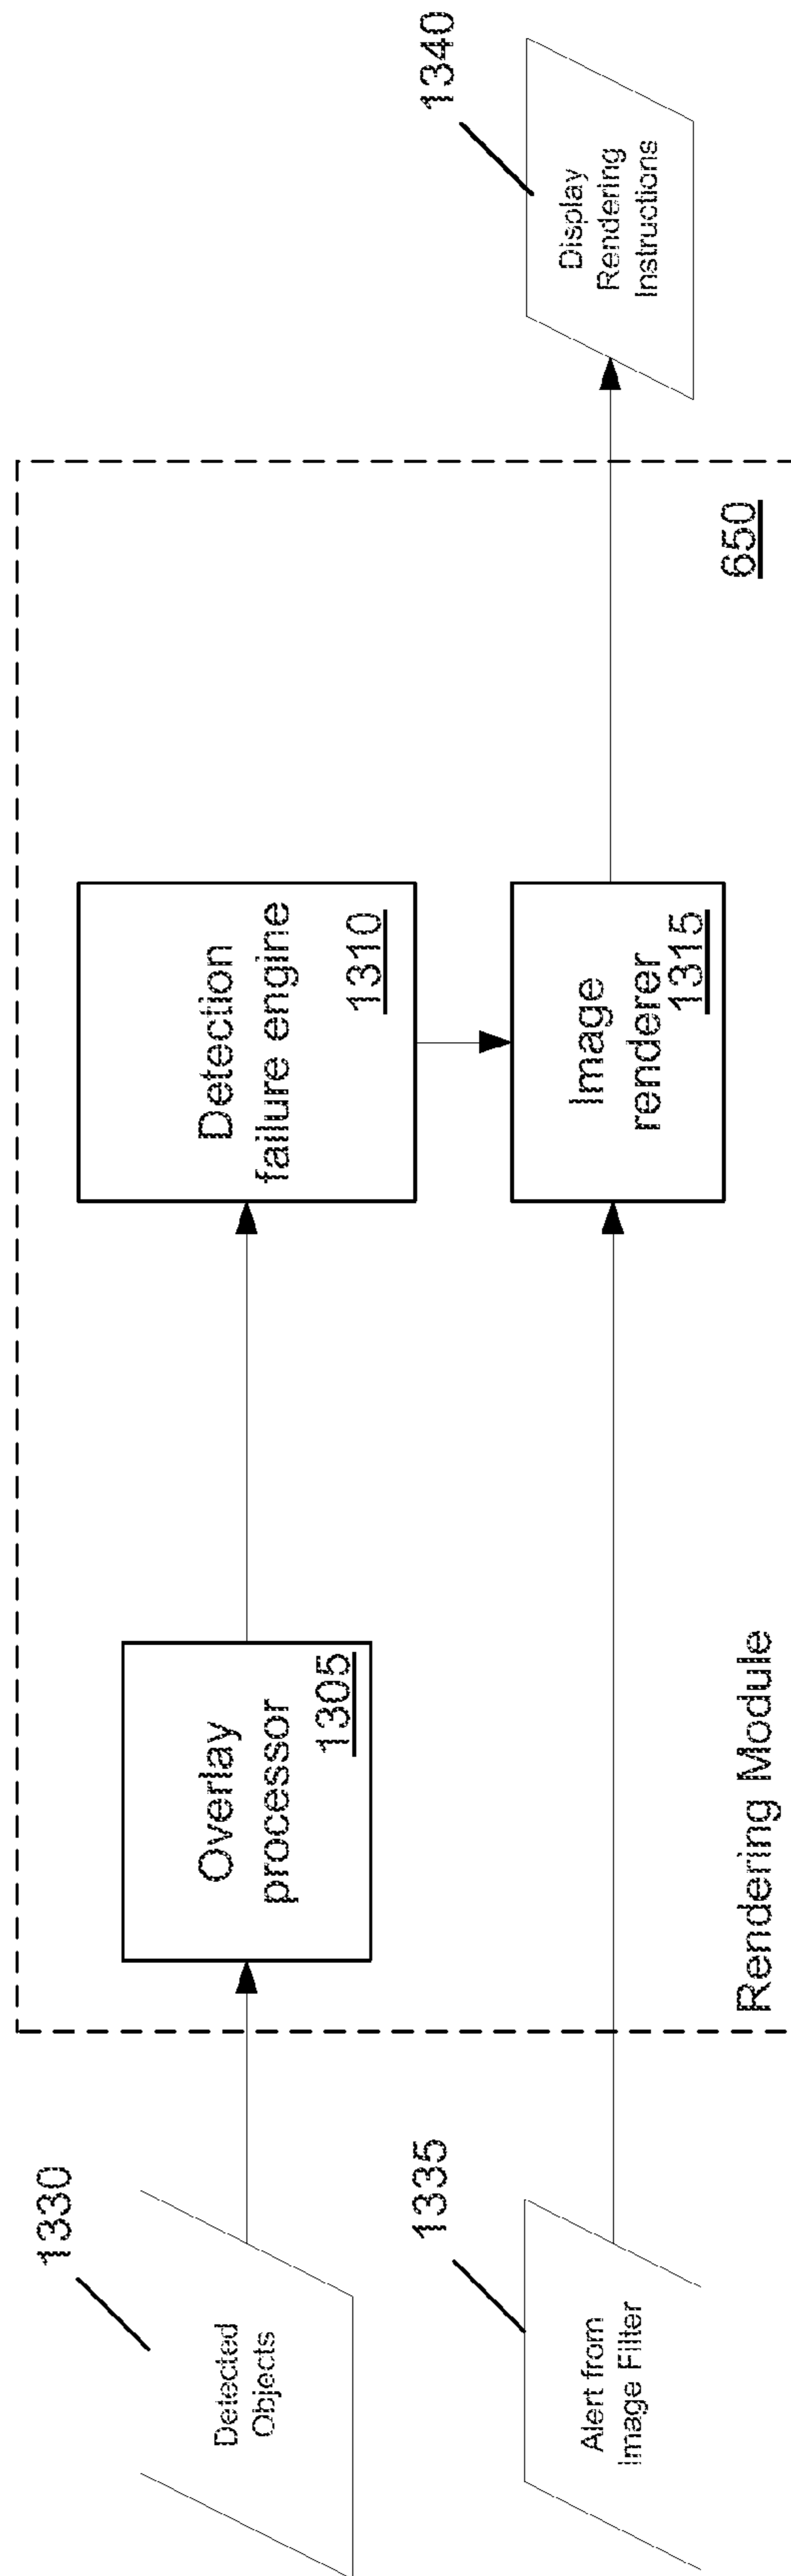 1330
Detected
Objects
Overlay
processor
1305
Detection
failure engine
1310
1335
Alert from
Image Filter
Image
renderer
1315
1340
Display
Rendering
Instructions
Rendering Module
650